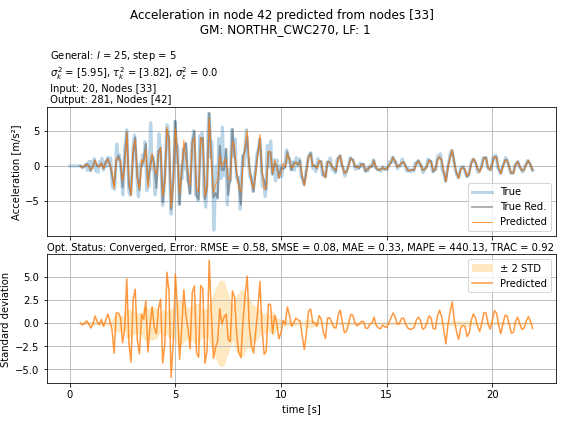 Acceleration in node 42 predicted from nodes [33]
GM: NORTHR_CWC270, LF: 1
General: l = 25, step = 5
σ²ₖ = [5.95], τ²ₖ = [3.82], σ²ₑ = 0.0
Input: 20, Nodes [33]
Output: 281, Nodes [42]
Acceleration [m/s²]
5
0
−5
True
True Red.
Predicted
Opt. Status: Converged, Error: RMSE = 0.58, SMSE = 0.08, MAE = 0.33, MAPE = 440.13, TRAC = 0.92
Standard deviation
5.0
2.5
0.0
−2.5
−5.0
± 2 STD
Predicted
0
5
10
15
20
time [s]